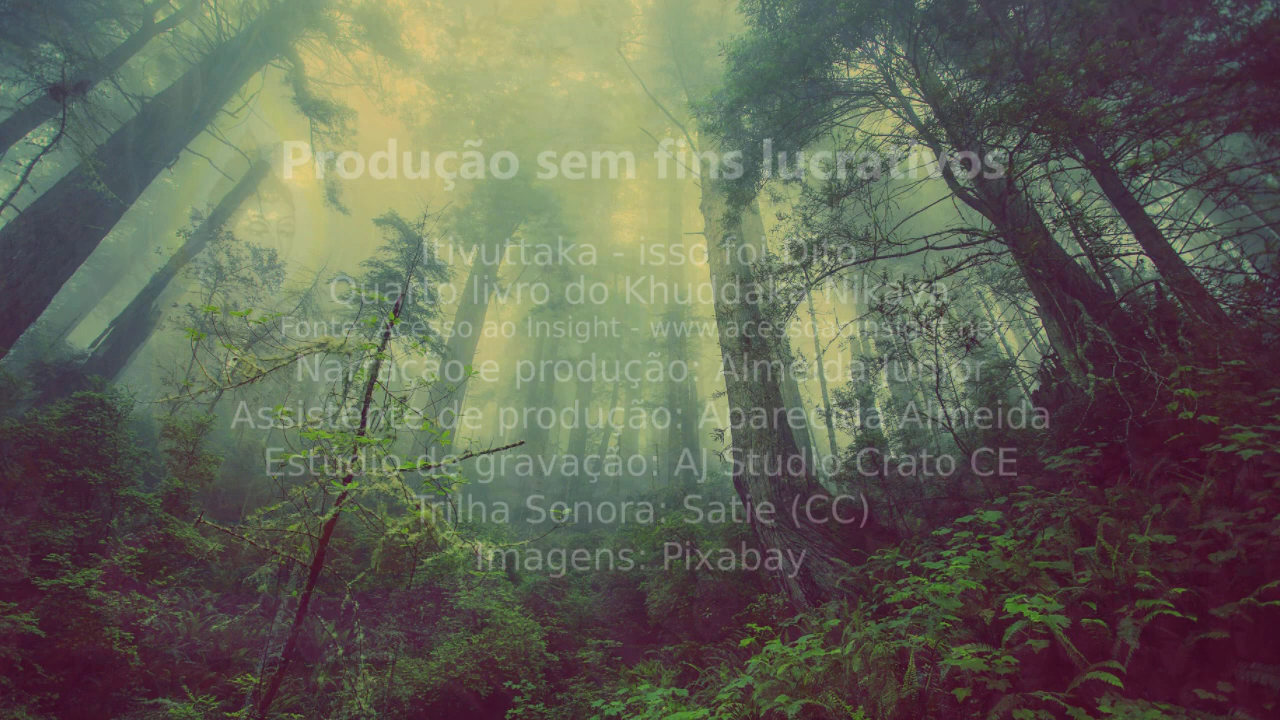 Produção sem fins lucrativos
Itivuttaka - isso foi Dito
Quarto livro do Khuddaka Nikaya
Fonte: Acesso ao Insight - www.acessoaoinsight.net
Narração e produção: Almeida Junior
Assistente de produção: Aparecida Almeida
Estúdio de gravação: AJ Studio Crato CE
Trilha Sonora: Satie (CC)
Imagens: Pixabay